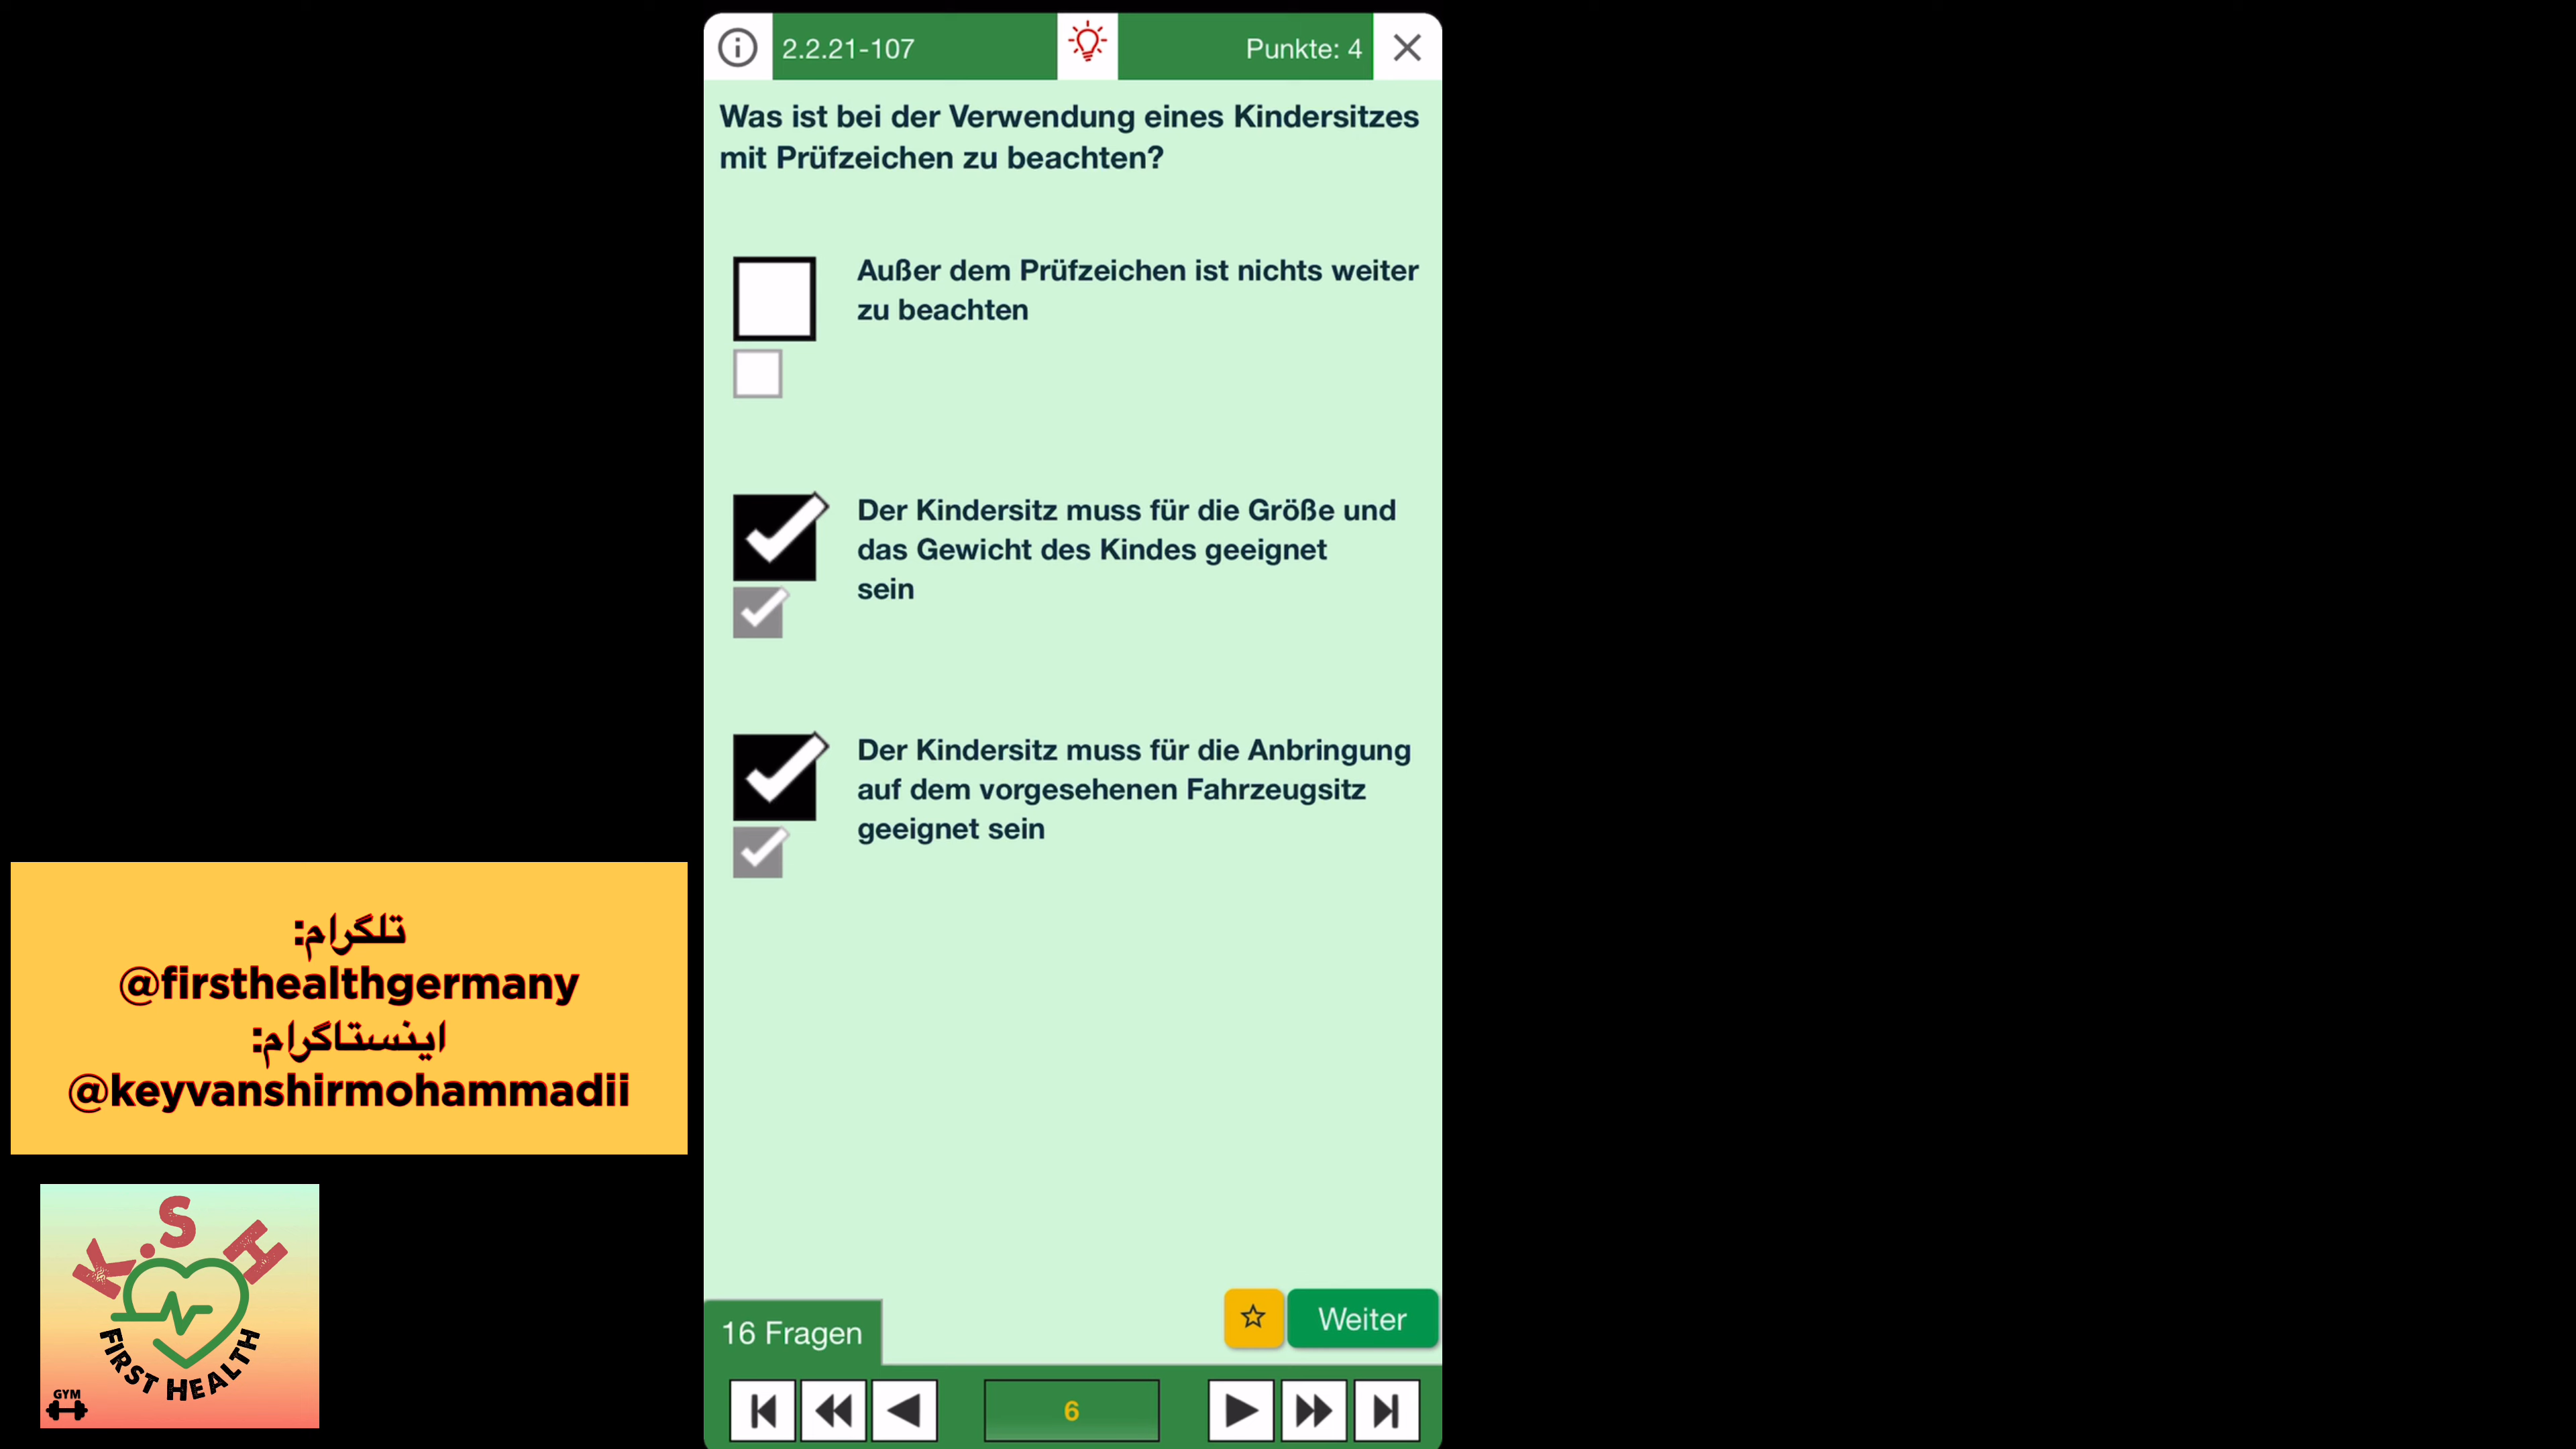 2.2.21-107
Punkte: 4
Was ist bei der Verwendung eines Kindersitzes
mit Prüfzeichen zu beachten?
Außer dem Prüfzeichen ist nichts weiter
zu beachten
Der Kindersitz muss für die Größe und
das Gewicht des Kindes geeignet
sein
Der Kindersitz muss für die Anbringung
auf dem vorgesehenen Fahrzeugsitz
geeignet sein
تلگرام:
@firsthealthgermany
اینستاگرام:
@keyvanshirmohammadii
K.SH
FIRST HEALTH
GYM
16 Fragen
Weiter
6